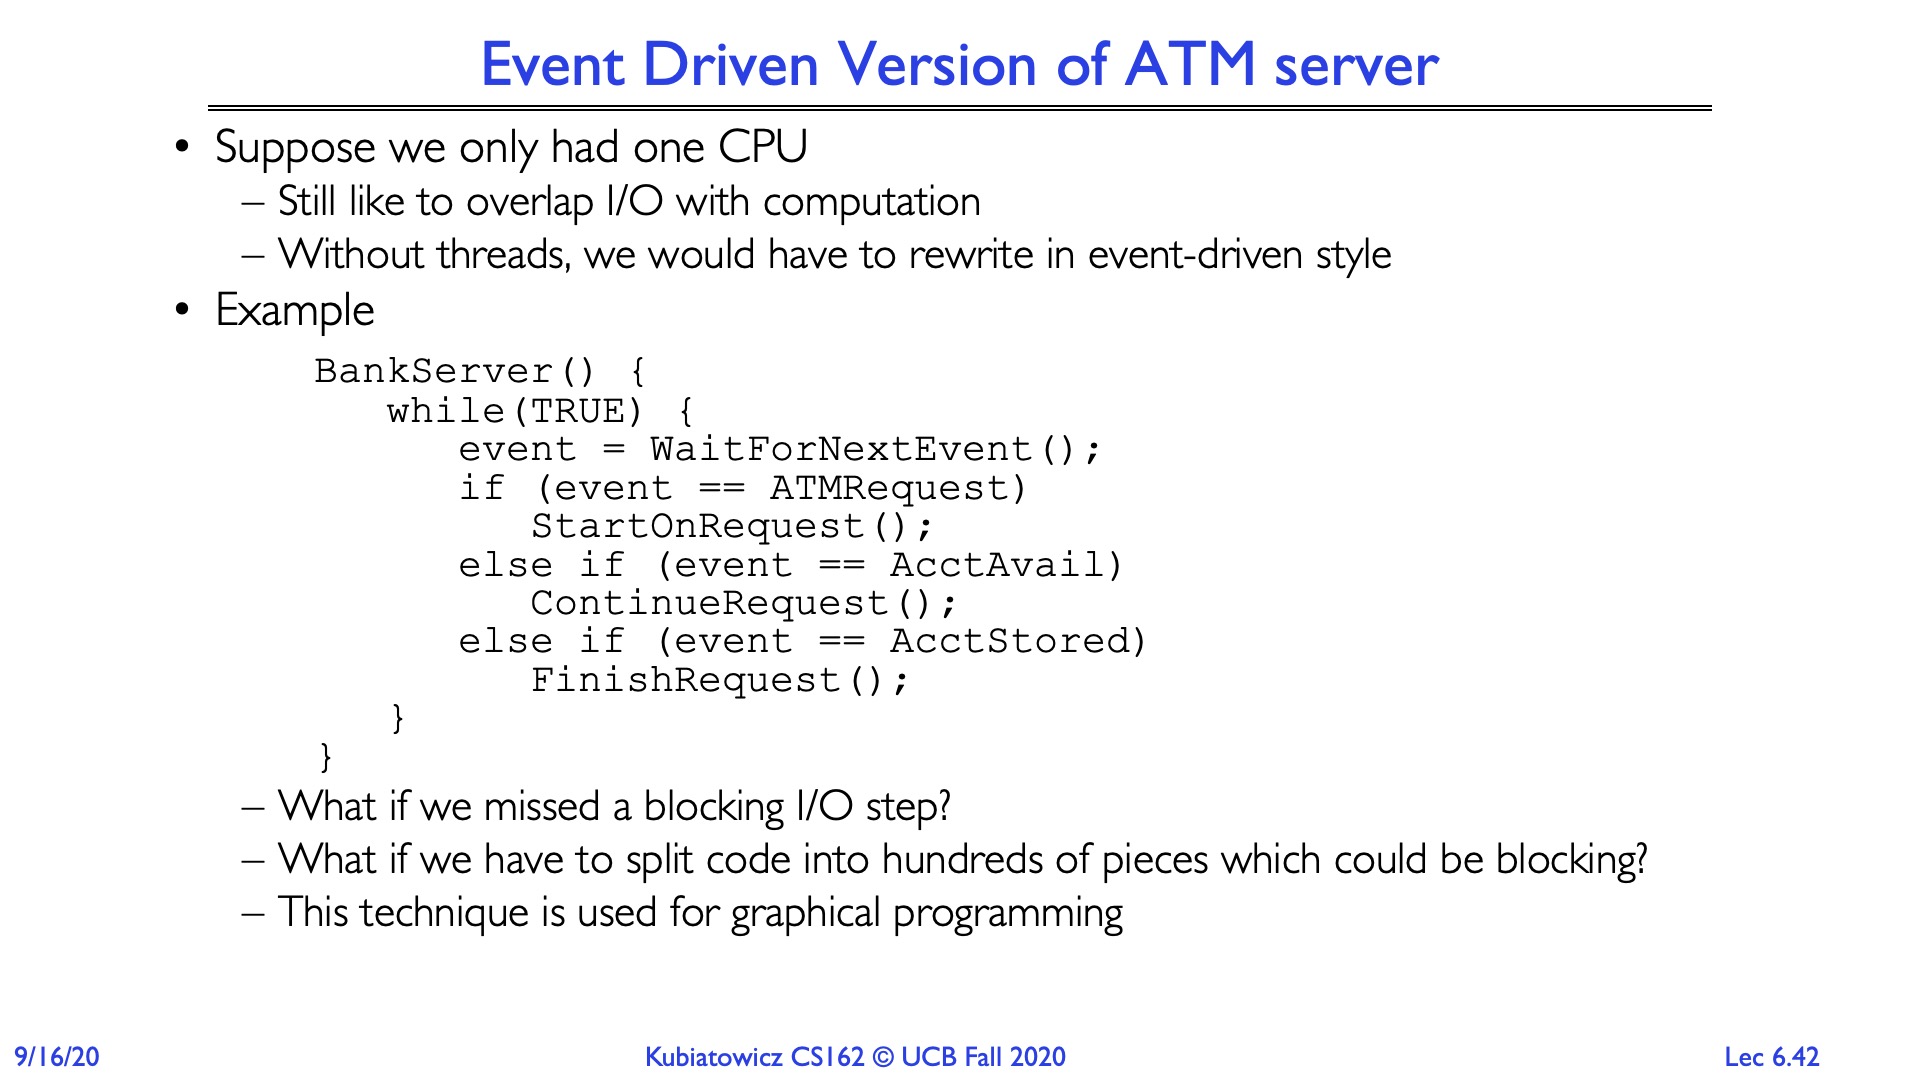 Event Driven Version of ATM server
• Suppose we only had one CPU
– Still like to overlap I/O with computation
– Without threads, we would have to rewrite in event-driven style
• Example
BankServer() {
while(TRUE) {
event = WaitForNextEvent();
if (event == ATMRequest)
StartOnRequest();
else if (event == AcctAvail)
ContinueRequest();
else if (event == AcctStored)
FinishRequest();
}
}
– What if we missed a blocking I/O step?
– What if we have to split code into hundreds of pieces which could be blocking?
– This technique is used for graphical programming
9/16/20
Kubiatowicz CS162 © UCB Fall 2020
Lec 6.42